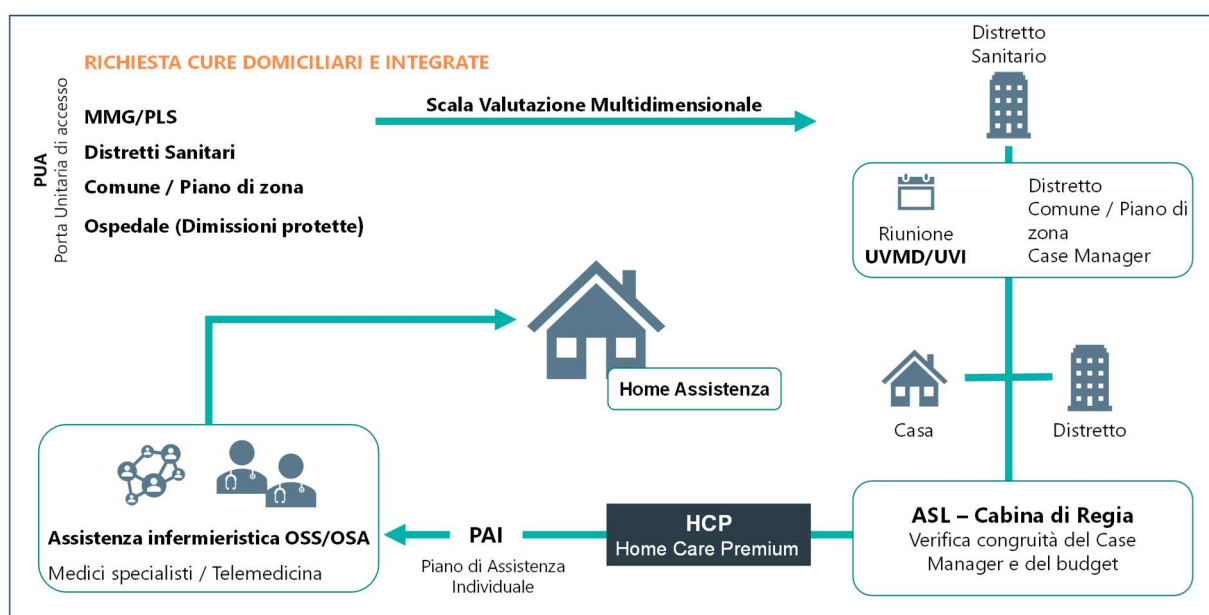 RICHIESTA CURE DOMICILIARI E INTEGRATE
PUA
Porta Unitaria di accesso
MMG/PLS
Distretti Sanitari
Comune / Piano di zona
Ospedale (Dimissioni protette)
Scala Valutazione Multidimensionale
Distretto
Sanitario
Riunione
UVMD/UVI
Distretto
Comune / Piano di
zona
Case Manager
Casa
Distretto
ASL – Cabina di Regia
Verifica congruità del Case
Manager e del budget
HCP
Home Care Premium
PAI
Piano di Assistenza
Individuale
Assistenza infermieristica OSS/OSA
Medici specialisti / Telemedicina
Home Assistenza